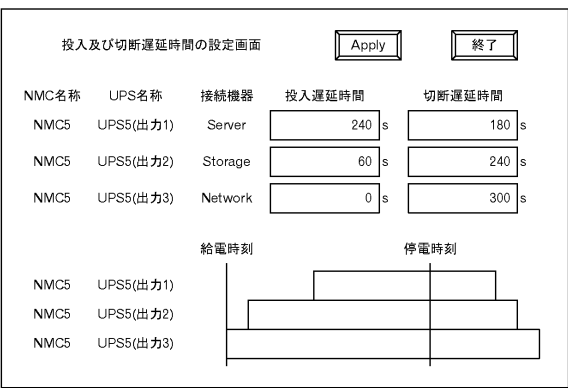 投入及び切断遅延時間の設定画面 Apply 終了
NMC名称 UPS名称 接続機器 投入遅延時間 切断遅延時間
NMC5 UPS5(出力1) Server 240 s 180 s
NMC5 UPS5(出力2) Storage 60 s 240 s
NMC5 UPS5(出力3) Network 0 s 300 s
給電時刻 停電時刻
NMC5 UPS5(出力1)
NMC5 UPS5(出力2)
NMC5 UPS5(出力3)